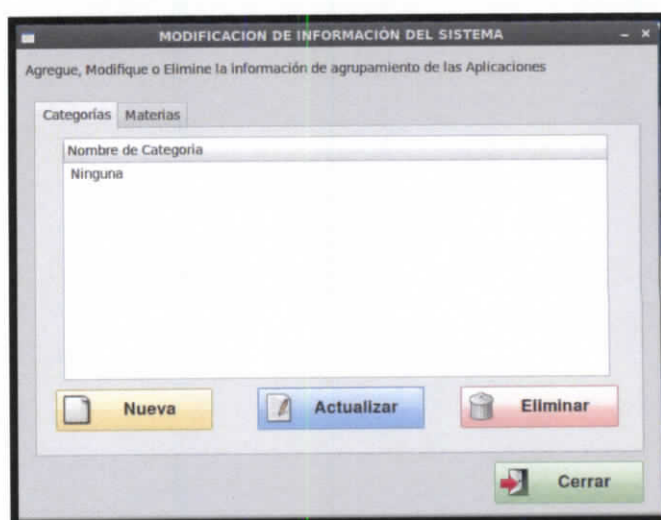 MODIFICACION DE INFORMACIÓN DEL SISTEMA
Agregue, Modifique o Elimine la información de agrupamiento de las Aplicaciones
Categorías Materias
Nombre de Categoria
Ninguna
Nueva Actualizar Eliminar
Cerrar